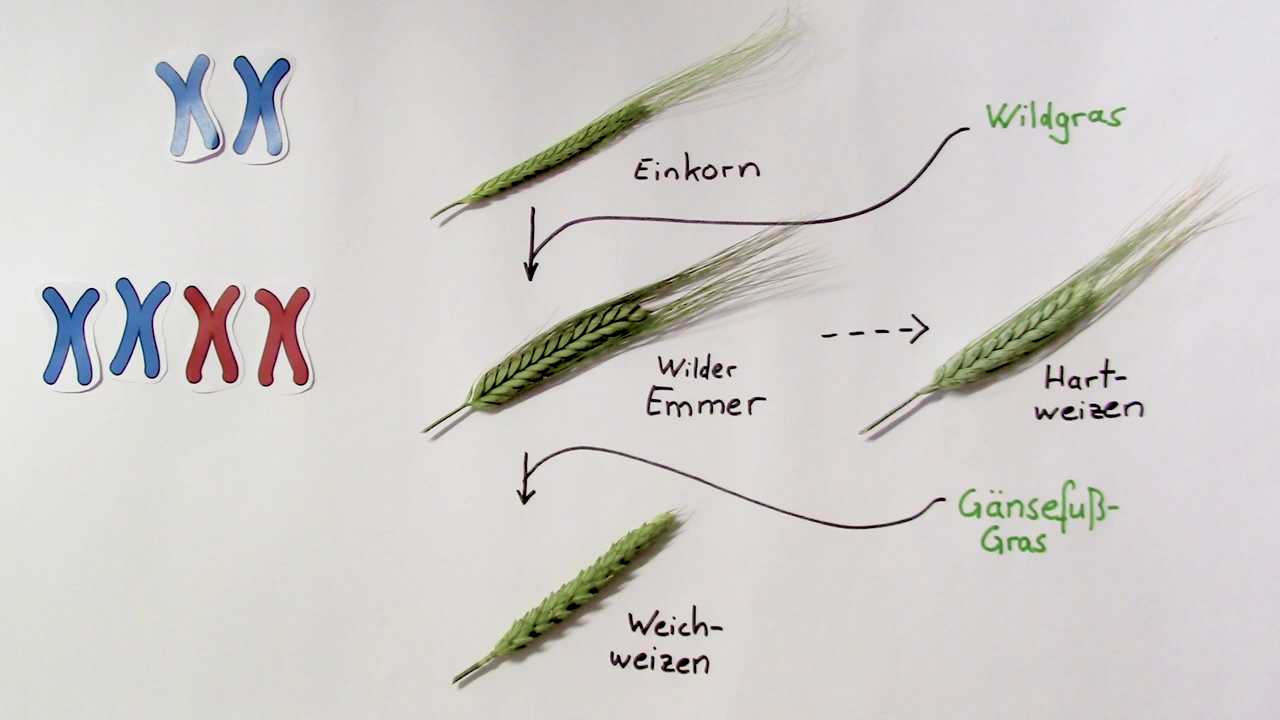 Wildgras
Einkorn
Wilder
Emmer
Hart-
weizen
Gänsefuß-
Gras
Weich-
weizen